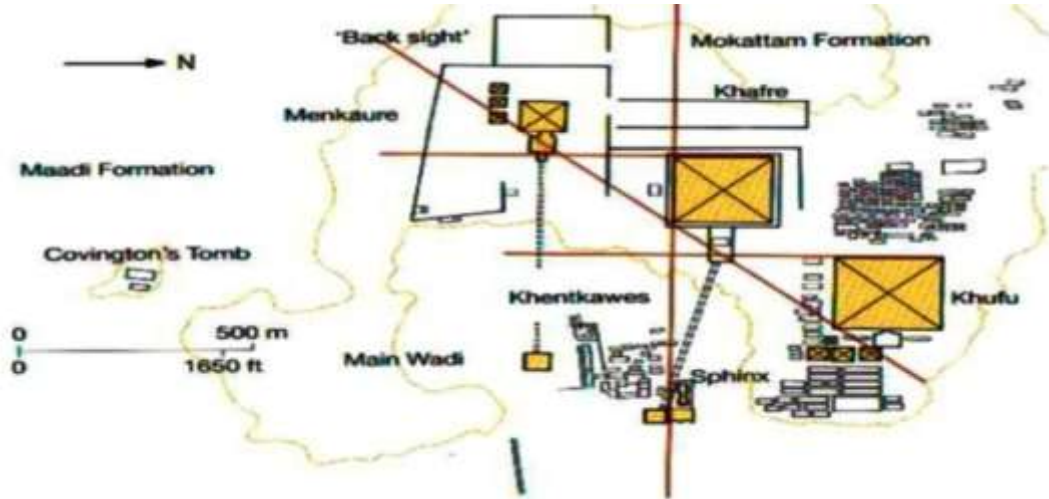 'Back sight'
Mokattam Formation
N
Khafre
Menkaure
Maadi Formation
Covington's Tomb
Khentkawes
Khufu
0
500 m
0
1650 ft
Main Wadi
Sphinx